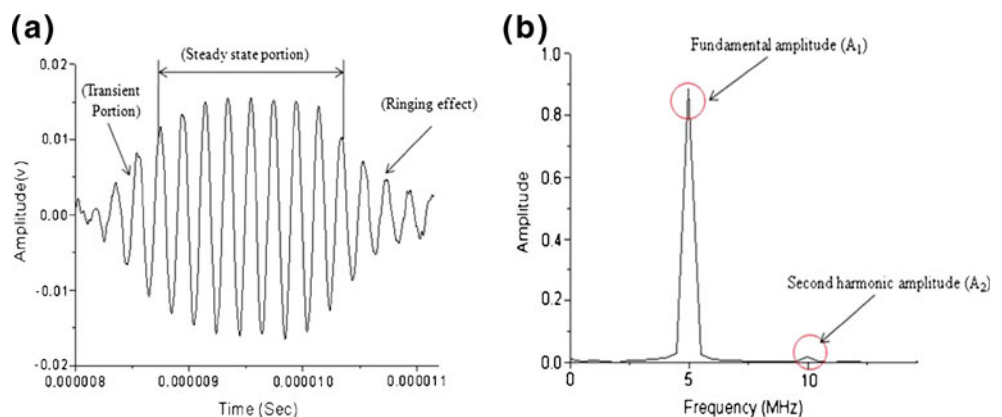 (a)
(Steady state portion)
(Transient
Portion)
(Ringing effect)
0.02
0.01
0.00
-0.01
-0.02
Amplitude(v)
0.000008
0.000009
0.000010
0.000011
Time (Sec)
(b)
Fundamental amplitude (A₁)
1.0
0.8
0.6
0.4
0.2
0.0
Amplitude
Second harmonic amplitude (A₂)
0
5
10
Frequency (MHz)